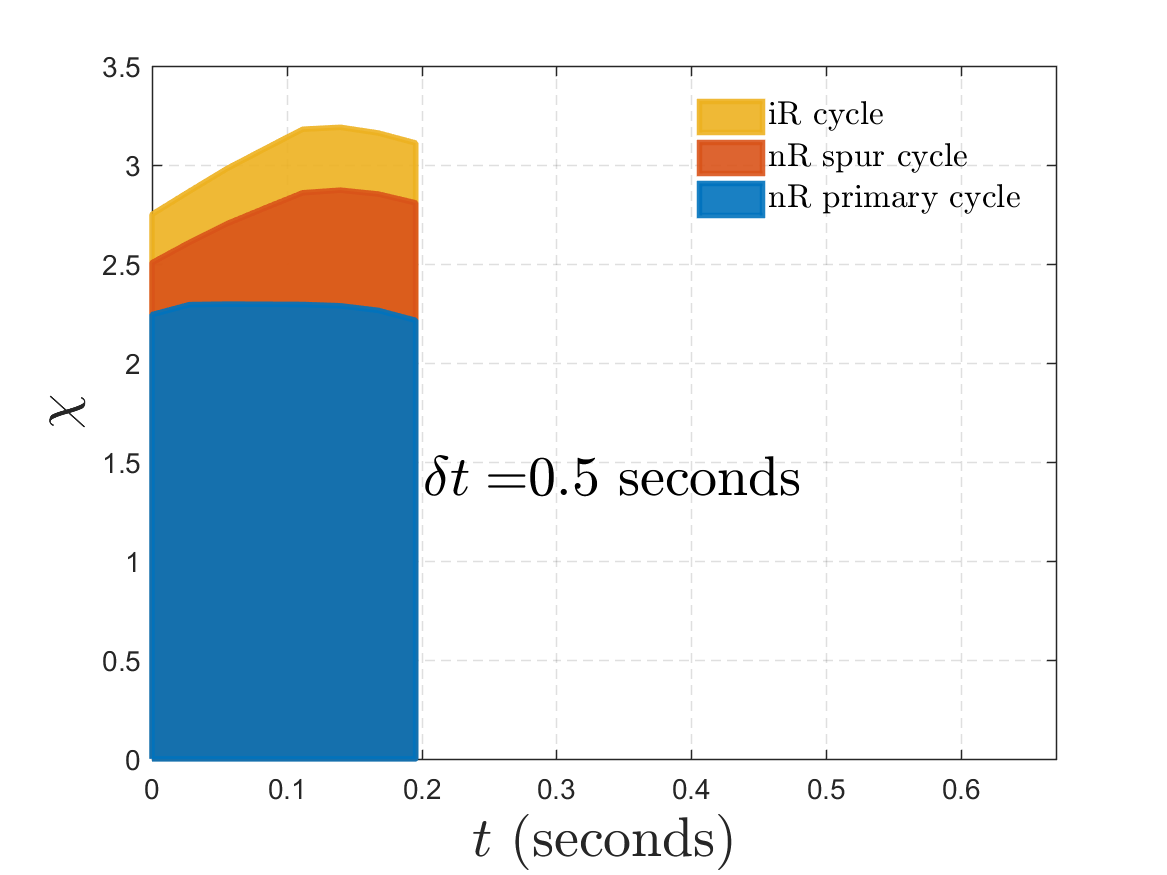 3.5
3
2.5
2
1.5
1
0.5
0
χ
iR cycle
nR spur cycle
nR primary cycle
δt =0.5 seconds
0 0.1 0.2 0.3 0.4 0.5 0.6
t (seconds)